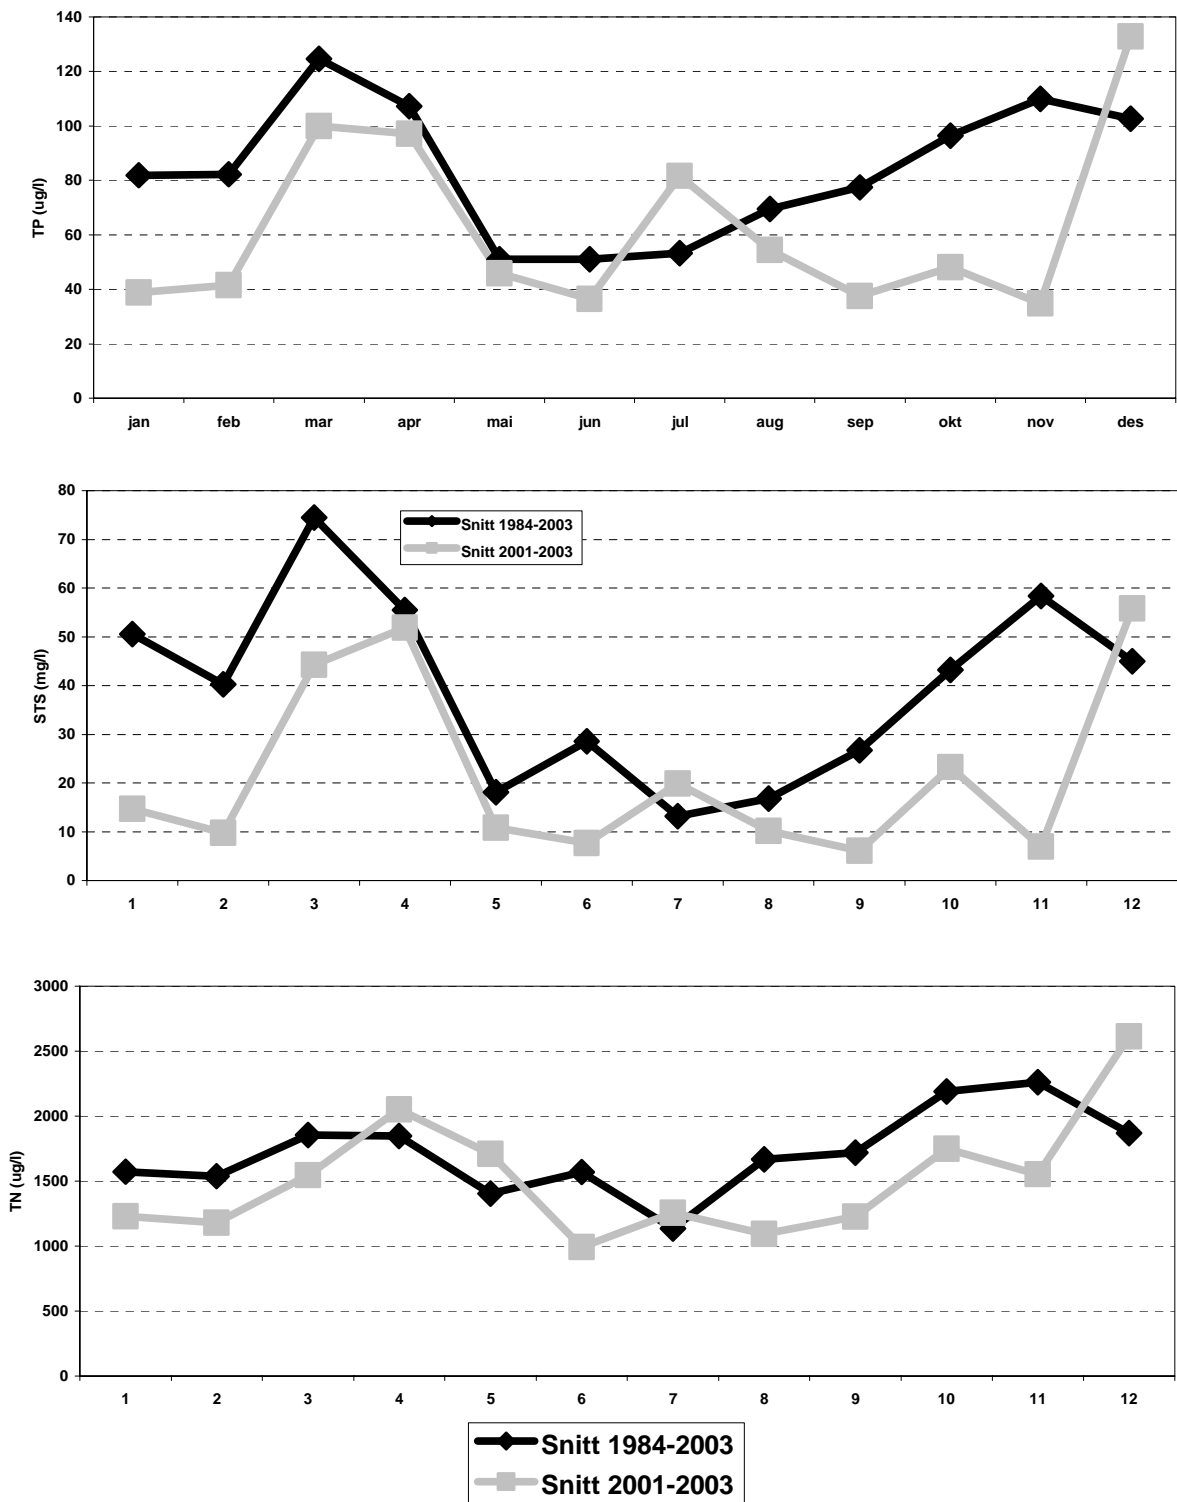 140
120
100
80
60
40
20
0
TP (ug/l)
jan feb mar apr mai jun jul aug sep okt nov des
80
70
60
50
40
30
20
10
0
STS (mg/l)
Snitt 1984-2003
Snitt 2001-2003
1 2 3 4 5 6 7 8 9 10 11 12
3000
2500
2000
1500
1000
500
0
TN (ug/l)
1 2 3 4 5 6 7 8 9 10 11 12
Snitt 1984-2003
Snitt 2001-2003